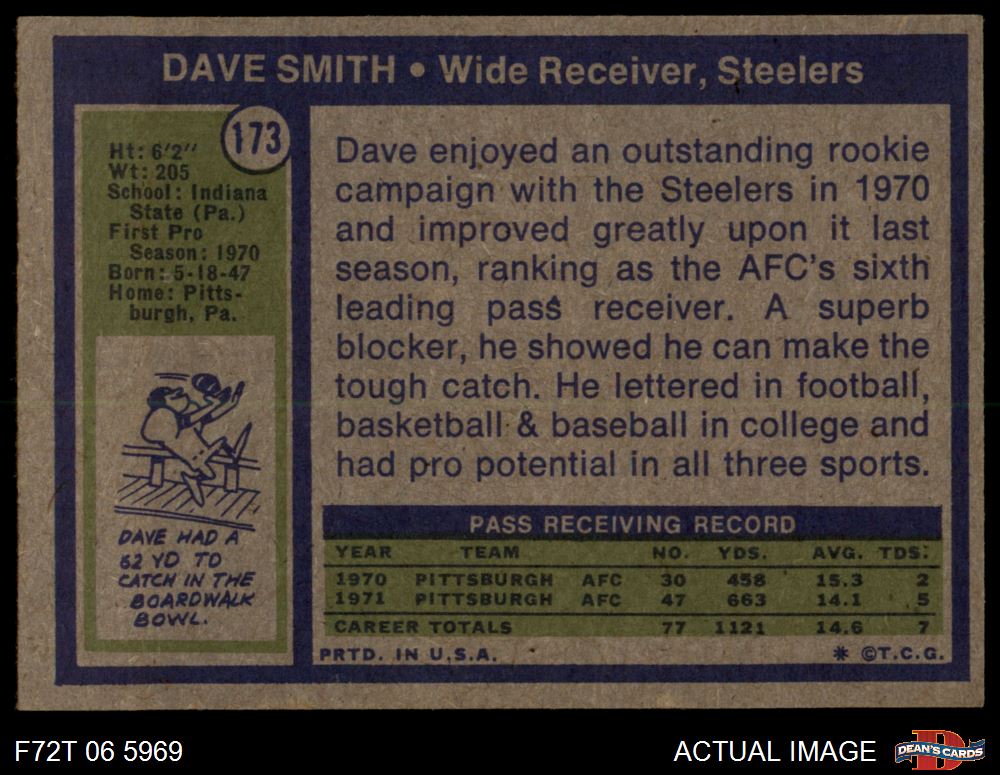 DAVE SMITH • Wide Receiver, Steelers
173
Ht: 6'2"
Wt: 205
School: Indiana
State (Pa.)
First Pro
Season: 1970
Born: 5-18-47
Home: Pitts-
burgh, Pa.
DAVE HAD A
62 YD TD
CATCH IN THE
BOARDWALK
BOWL.
Dave enjoyed an outstanding rookie
campaign with the Steelers in 1970
and improved greatly upon it last
season, ranking as the AFC's sixth
leading pass receiver. A superb
blocker, he showed he can make the
tough catch. He lettered in football,
basketball & baseball in college and
had pro potential in all three sports.
PASS RECEIVING RECORD
YEAR TEAM NO. YDS. AVG. TDS.
1970 PITTSBURGH AFC 30 458 15.3 2
1971 PITTSBURGH AFC 47 663 14.1 5
CAREER TOTALS 77 1121 14.6 7
PRTD. IN U.S.A. * ©T.C.G.
F72T 06 5969 ACTUAL IMAGE DEAN'S CARDS